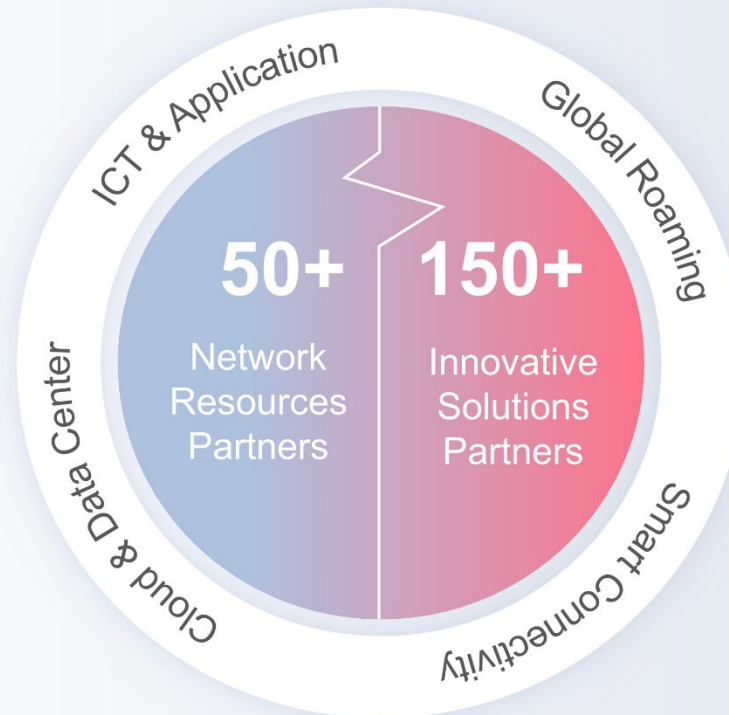 ICT & Application
Global Roaming
50+
Network
Resources
Partners
150+
Innovative
Solutions
Partners
Cloud & Data Center
Smart Connectivity